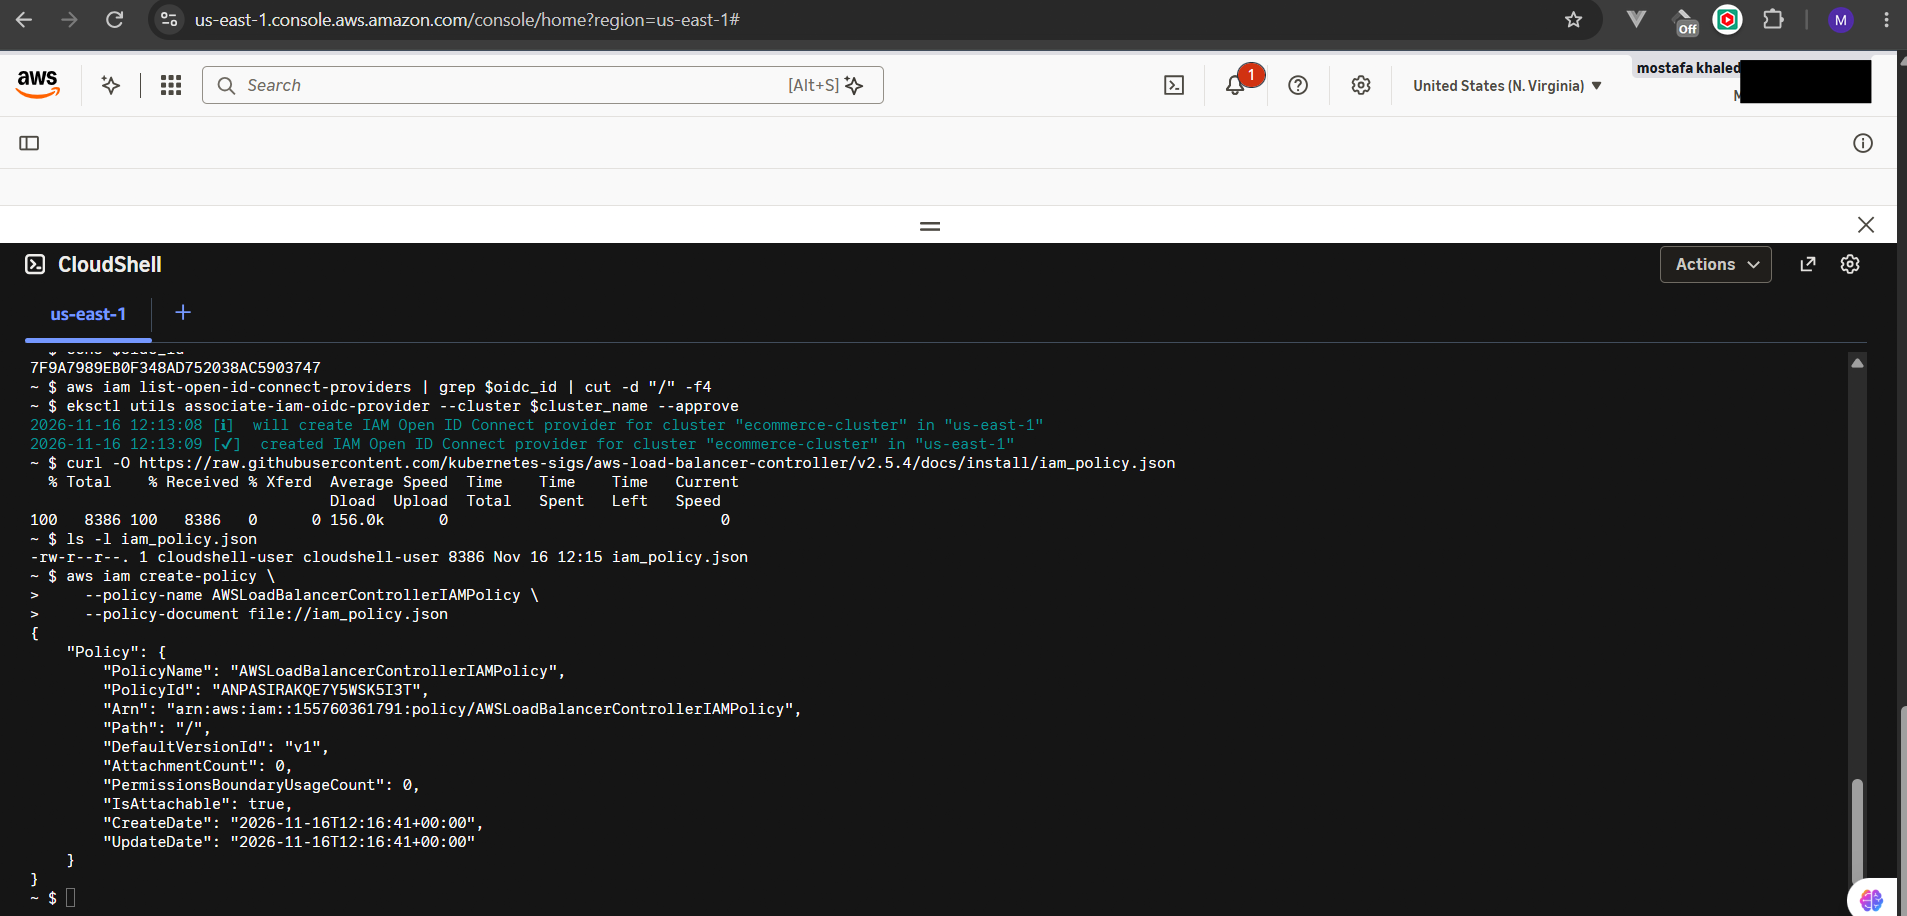 us-east-1.console.aws.amazon.com/console/home?region=us-east-1#
Off
M
aws
Search
[Alt+S]
1
United States (N. Virginia) ▼
mostafa khaled
CloudShell
Actions
us-east-1
+
7F9A7989EB0F348AD752038AC5903747
~ $ aws iam list-open-id-connect-providers | grep $oidc_id | cut -d "/" -f4
~ $ eksctl utils associate-iam-oidc-provider --cluster $cluster_name --approve
2026-11-16 12:13:08 [ℹ]  will create IAM Open ID Connect provider for cluster "ecommerce-cluster" in "us-east-1"
2026-11-16 12:13:09 [✔]  created IAM Open ID Connect provider for cluster "ecommerce-cluster" in "us-east-1"
~ $ curl -O https://raw.githubusercontent.com/kubernetes-sigs/aws-load-balancer-controller/v2.5.4/docs/install/iam_policy.json
  % Total    % Received % Xferd  Average Speed  Time    Time    Time   Current
                                 Dload  Upload  Total   Spent   Left   Speed
100   8386 100   8386   0      0 156.0k      0                              0
~ $ ls -l iam_policy.json
-rw-r--r--. 1 cloudshell-user cloudshell-user 8386 Nov 16 12:15 iam_policy.json
~ $ aws iam create-policy \
>     --policy-name AWSLoadBalancerControllerIAMPolicy \
>     --policy-document file://iam_policy.json
{
    "Policy": {
        "PolicyName": "AWSLoadBalancerControllerIAMPolicy",
        "PolicyId": "ANPASIRAKQE7Y5WSK5I3T",
        "Arn": "arn:aws:iam::155760361791:policy/AWSLoadBalancerControllerIAMPolicy",
        "Path": "/",
        "DefaultVersionId": "v1",
        "AttachmentCount": 0,
        "PermissionsBoundaryUsageCount": 0,
        "IsAttachable": true,
        "CreateDate": "2026-11-16T12:16:41+00:00",
        "UpdateDate": "2026-11-16T12:16:41+00:00"
    }
}
~ $